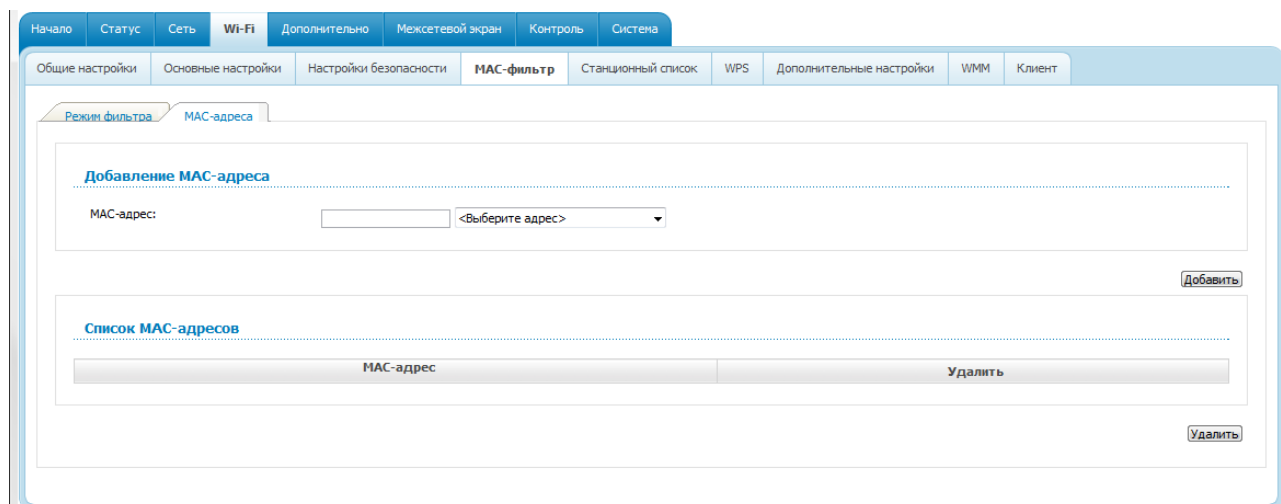 Начало Статус Сеть Wi-Fi Дополнительно Межсетевой экран Контроль Система
Общие настройки Основные настройки Настройки безопасности MAC-фильтр Станционный список WPS Дополнительные настройки WMM Клиент
Режим фильтра MAC-адреса
Добавление MAC-адреса
MAC-адрес: <Выберите адрес>
Добавить
Список MAC-адресов
MAC-адрес Удалить
Удалить